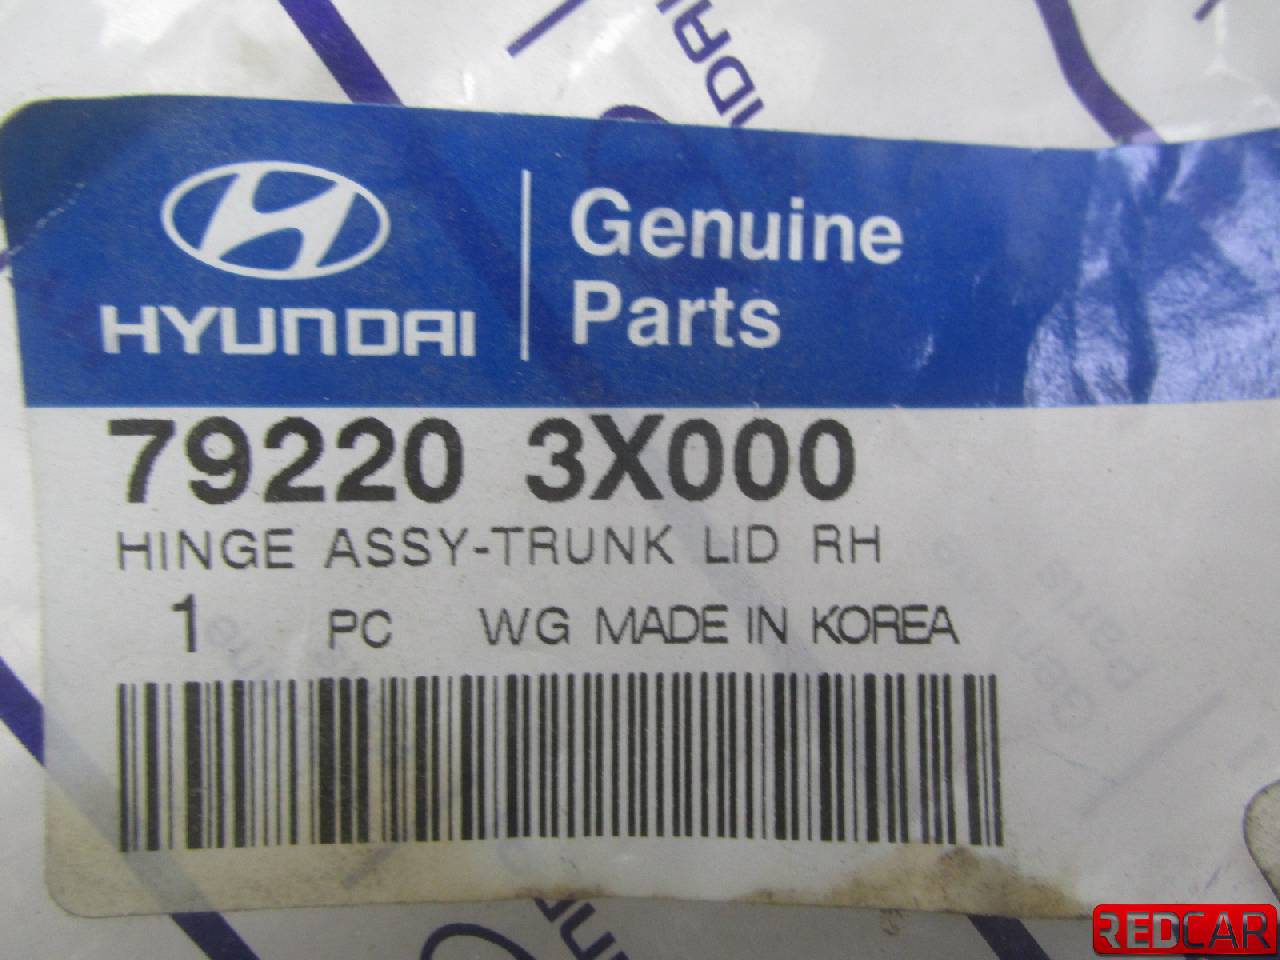 HYUNDAI
Genuine
Parts
79220 3X000
HINGE ASSY-TRUNK LID RH
1 PC WG MADE IN KOREA
REDCAR